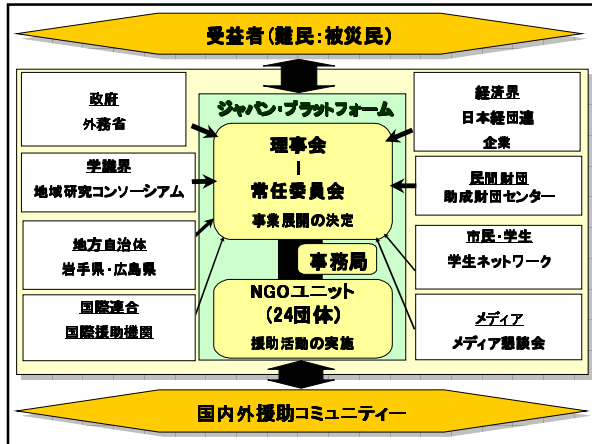 受益者（難民：被災民）
政府
外務省
学識界
地域研究コンソーシアム
地方自治体
岩手県・広島県
国際連合
国際援助機関
ジャパン・プラットフォーム
理事会
常任委員会
事業展開の決定
事務局
NGOユニット
(24団体)
援助活動の実施
経済界
日本経団連
企業
民間財団
助成財団センター
市民・学生
学生ネットワーク
メディア
メディア懇談会
国内外援助コミュニティー